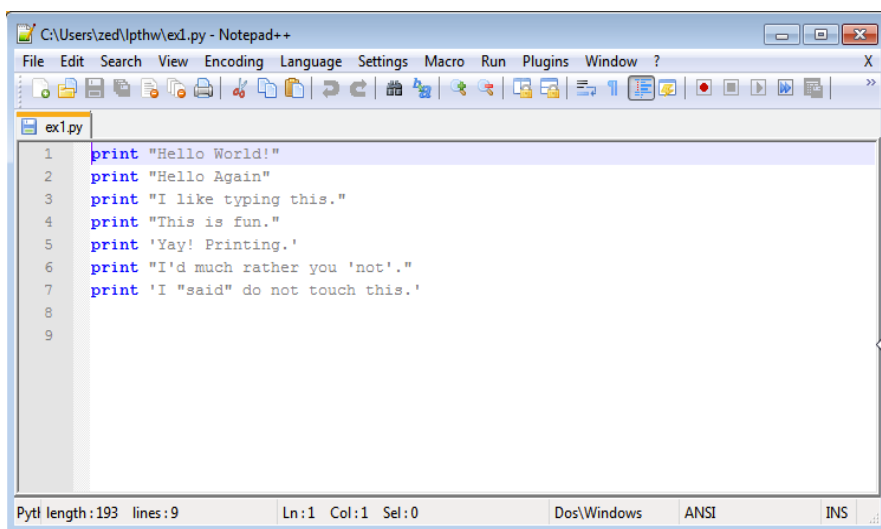 C:\Users\zed\lpthw\ex1.py - Notepad++
File Edit Search View Encoding Language Settings Macro Run Plugins Window ? X
ex1.py
1 print "Hello World!"
2 print "Hello Again"
3 print "I like typing this."
4 print "This is fun."
5 print 'Yay! Printing.'
6 print "I'd much rather you 'not'."
7 print 'I "said" do not touch this.'
8
9
Pytl length : 193 lines : 9 Ln : 1 Col : 1 Sel : 0 Dos\Windows ANSI INS